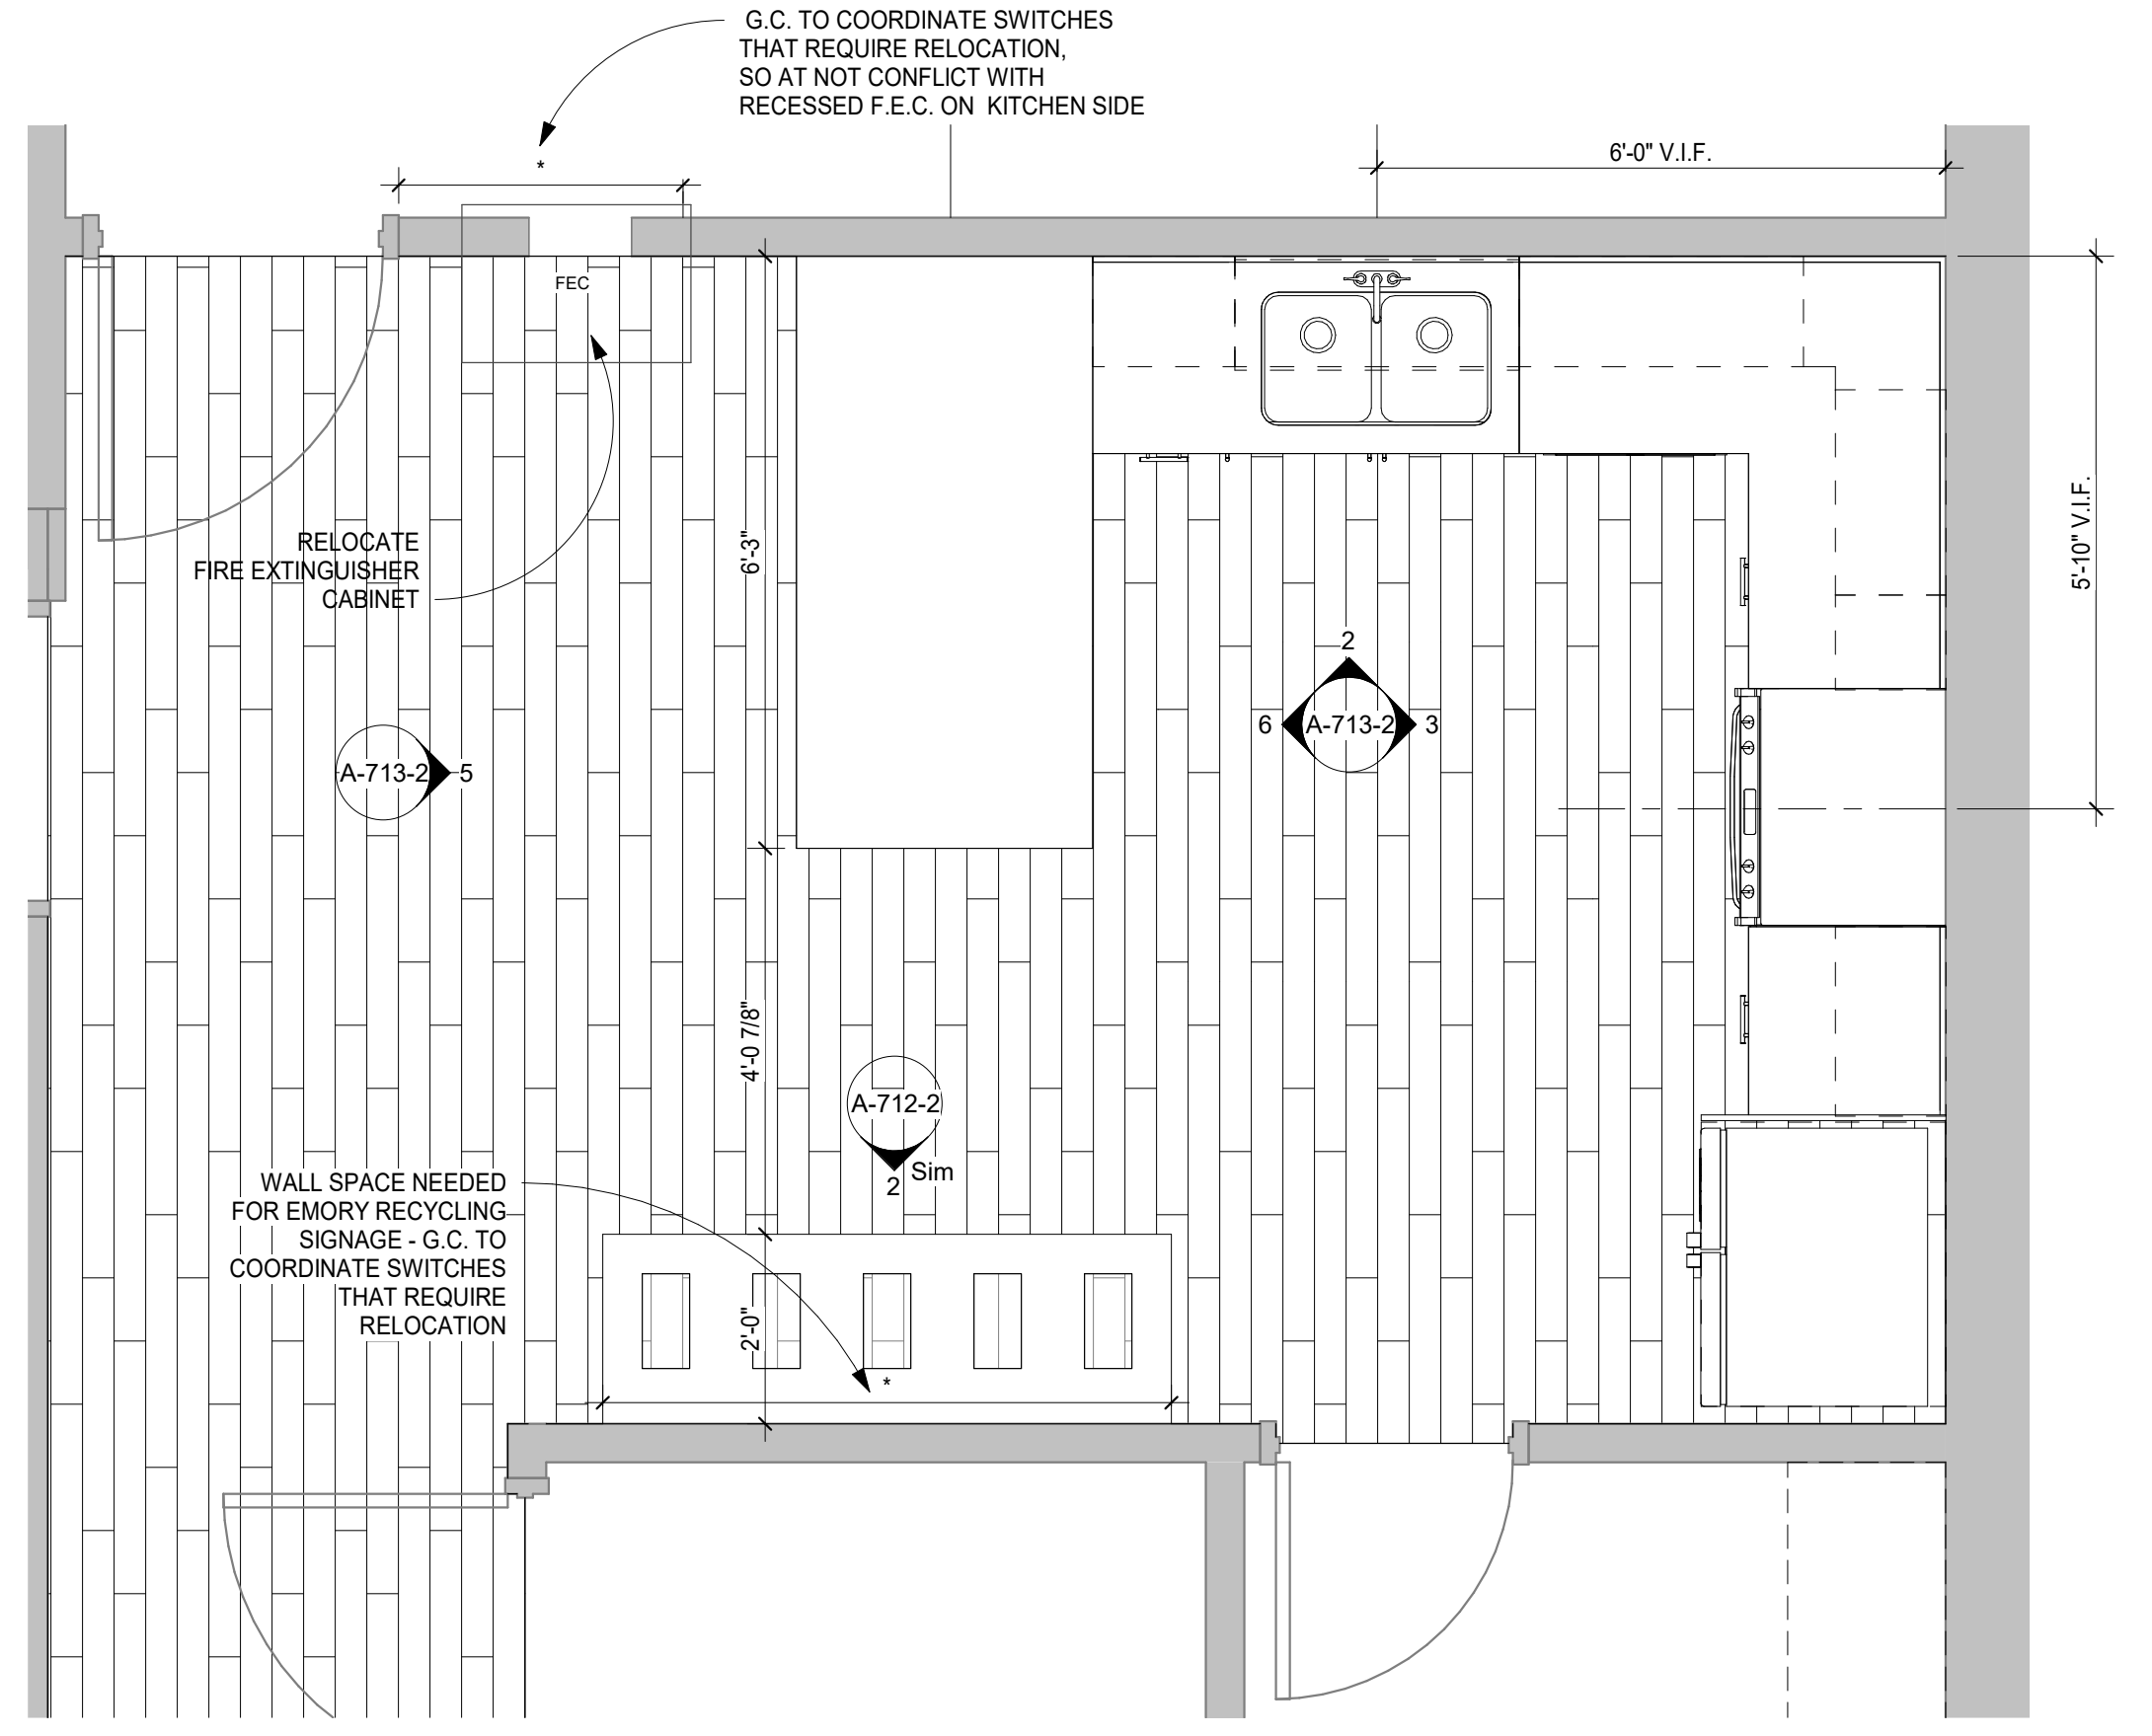 G.C. TO COORDINATE SWITCHES
THAT REQUIRE RELOCATION,
SO AT NOT CONFLICT WITH
RECESSED F.E.C. ON KITCHEN SIDE
*
6'-0" V.I.F.
FEC
RELOCATE
FIRE EXTINGUISHER
CABINET
6'-3"
5'-10" V.I.F.
2
6
A-713-2
3
A-713-2
5
4'-0 7/8"
A-712-2
2
Sim
WALL SPACE NEEDED
FOR EMORY RECYCLING
SIGNAGE - G.C. TO
COORDINATE SWITCHES
THAT REQUIRE
RELOCATION
2'-0"
*